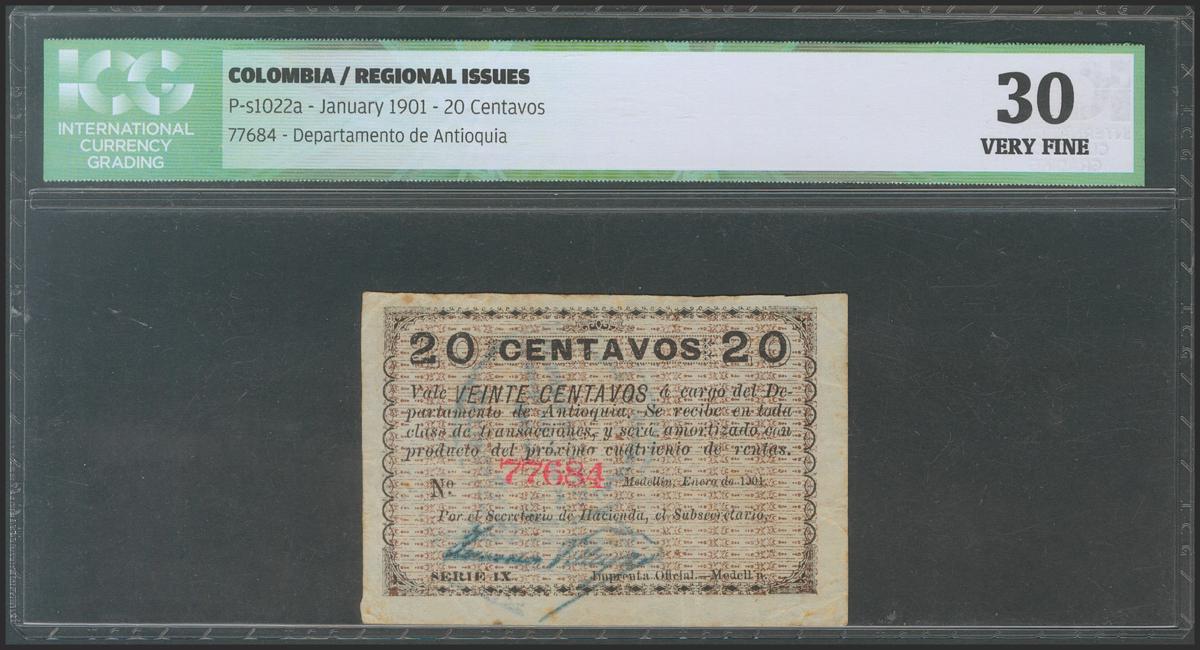 ICG
INTERNATIONAL
CURRENCY
GRADING
COLOMBIA / REGIONAL ISSUES
P-s1022a - January 1901 - 20 Centavos
77684 - Departamento de Antioquia
30
VERY FINE
20 CENTAVOS 20
Vale VEINTE CENTAVOS á cargo del De-
partamento de Antioquia. Se recibe en toda
clase de transacciones, y será amortizado con
producto del próximo cuatrienio de rentas.
No. 77684 Medellín, Enero de 1901.
Por el Secretario de Hacienda, el Subsecretario,
SERIE IX. Imprenta Oficial.—Medell n.